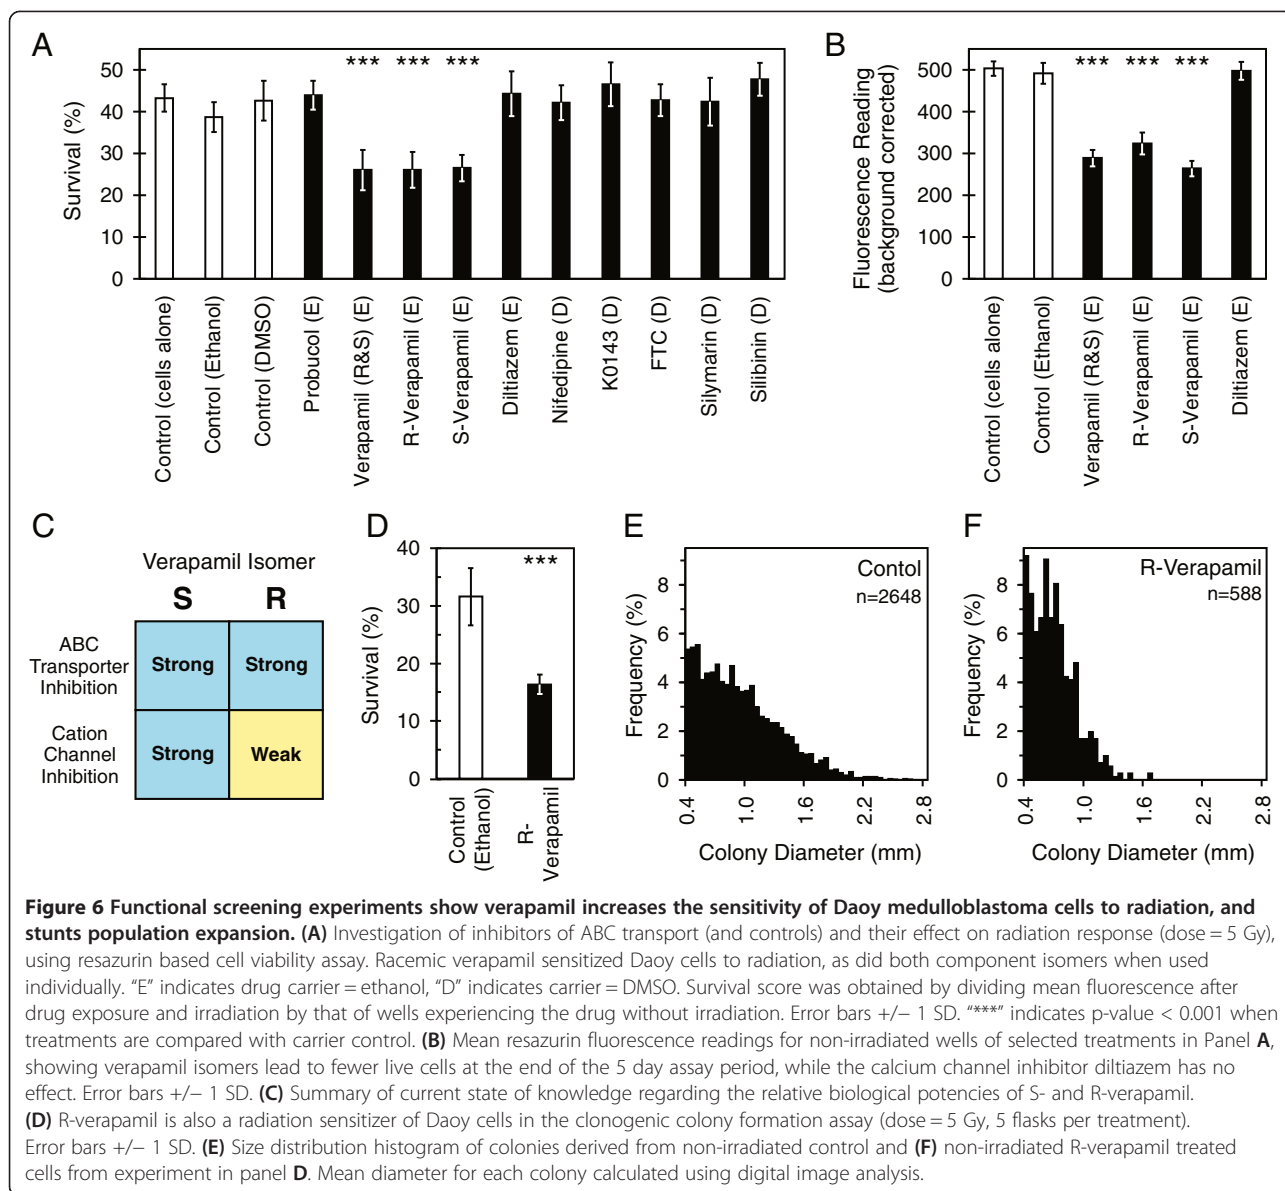 A
Survival (%)
50
40
30
20
10
0
*** *** ***
Control (cells alone)
Control (Ethanol)
Control (DMSO)
Probucol (E)
Verapamil (R&S) (E)
R-Verapamil (E)
S-Verapamil (E)
Diltiazem (E)
Nifedipine (D)
K0143 (D)
FTC (D)
Silymarin (D)
Silibinin (D)
B
Fluorescence Reading
(background corrected)
500
400
300
200
100
0
*** *** ***
Control (cells alone)
Control (Ethanol)
Verapamil (R&S) (E)
R-Verapamil (E)
S-Verapamil (E)
Diltiazem (E)
C
Verapamil Isomer
S R
ABC
Transporter
Inhibition
Strong Strong
Cation
Channel
Inhibition
Strong Weak
D
Survival (%)
40
30
20
10
0
***
Control
(Ethanol)
R-
Verapamil
E
Frequency (%)
8
6
4
2
0
Contol
n=2648
0.4 1.0 1.6 2.2 2.8
Colony Diameter (mm)
F
Frequency (%)
8
6
4
2
0
R-Verapamil
n=588
0.4 1.0 1.6 2.2 2.8
Colony Diameter (mm)
Figure 6 Functional screening experiments show verapamil increases the sensitivity of Daoy medulloblastoma cells to radiation, and
stunts population expansion. (A) Investigation of inhibitors of ABC transport (and controls) and their effect on radiation response (dose = 5 Gy),
using resazurin based cell viability assay. Racemic verapamil sensitized Daoy cells to radiation, as did both component isomers when used
individually. “E” indicates drug carrier = ethanol, “D” indicates carrier = DMSO. Survival score was obtained by dividing mean fluorescence after
drug exposure and irradiation by that of wells experiencing the drug without irradiation. Error bars +/− 1 SD. “***” indicates p-value < 0.001 when
treatments are compared with carrier control. (B) Mean resazurin fluorescence readings for non-irradiated wells of selected treatments in Panel A,
showing verapamil isomers lead to fewer live cells at the end of the 5 day assay period, while the calcium channel inhibitor diltiazem has no
effect. Error bars +/− 1 SD. (C) Summary of current state of knowledge regarding the relative biological potencies of S- and R-verapamil.
(D) R-verapamil is also a radiation sensitizer of Daoy cells in the clonogenic colony formation assay (dose = 5 Gy, 5 flasks per treatment).
Error bars +/− 1 SD. (E) Size distribution histogram of colonies derived from non-irradiated control and (F) non-irradiated R-verapamil treated
cells from experiment in panel D. Mean diameter for each colony calculated using digital image analysis.